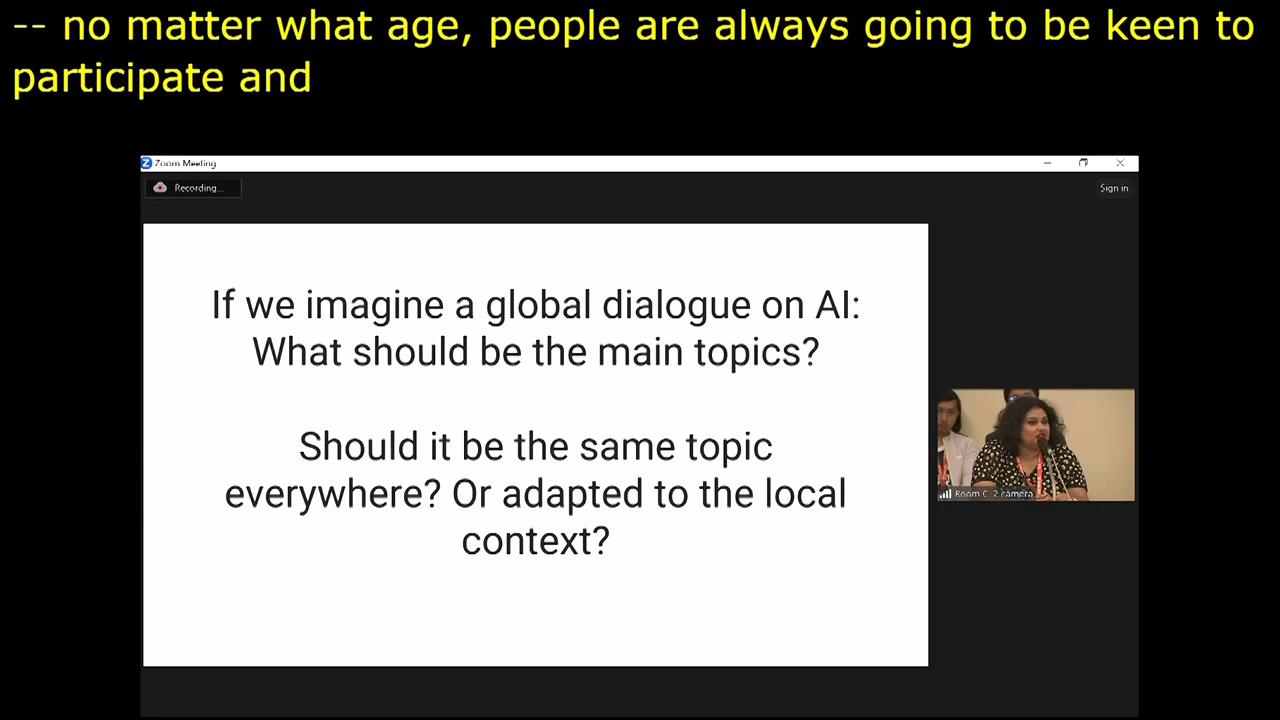 -- no matter what age, people are always going to be keen to
participate and
Zoom Meeting
Recording...
Sign in
If we imagine a global dialogue on AI:
What should be the main topics?
Should it be the same topic
everywhere? Or adapted to the local
context?
Room C 2 camera